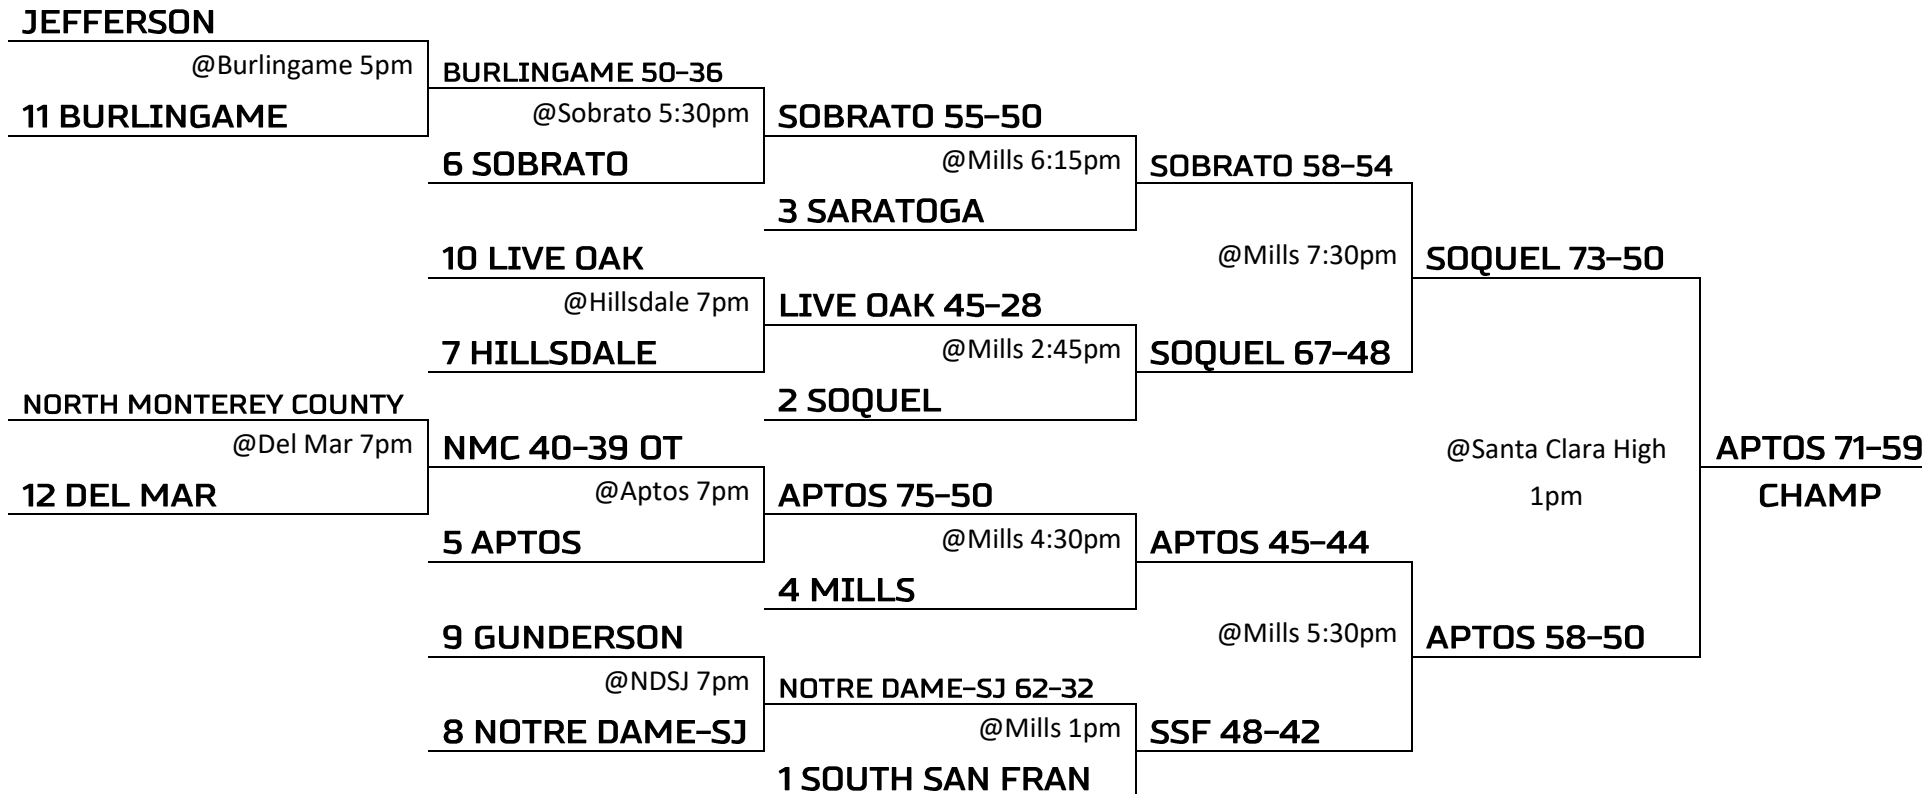 JEFFERSON
@Burlingame 5pm
BURLINGAME 50-36
11 BURLINGAME
@Sobrato 5:30pm
SOBRATO 55-50
6 SOBRATO
@Mills 6:15pm
SOBRATO 58-54
3 SARATOGA
10 LIVE OAK
@Mills 7:30pm
SOQUEL 73-50
@Hillsdale 7pm
LIVE OAK 45-28
7 HILLSDALE
@Mills 2:45pm
SOQUEL 67-48
2 SOQUEL
NORTH MONTEREY COUNTY
@Del Mar 7pm
NMC 40-39 OT
@Santa Clara High
APTOS 71-59
12 DEL MAR
@Aptos 7pm
APTOS 75-50
1pm
CHAMP
5 APTOS
@Mills 4:30pm
APTOS 45-44
4 MILLS
9 GUNDERSON
@Mills 5:30pm
APTOS 58-50
@NDSJ 7pm
NOTRE DAME-SJ 62-32
8 NOTRE DAME-SJ
@Mills 1pm
SSF 48-42
1 SOUTH SAN FRAN